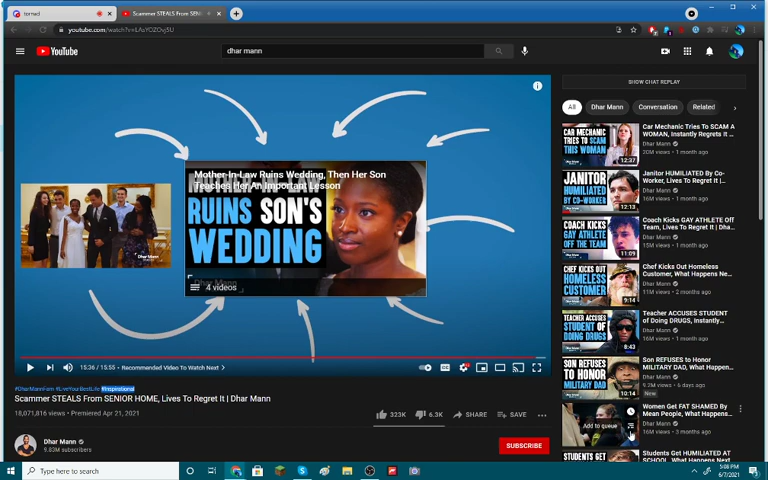 tornad
Scammer STEALS From SENI
youtube.com/watch?v=LAsYOZOvj5U
YouTube
dhar mann
SHOW CHAT REPLAY
All
Dhar Mann
Conversation
Related
Mother-In-Law Ruins Wedding, Then Her Son
Teaches Her An Important Lesson
RUINS SON'S
WEDDING
Dhar Mann
4 videos
15:36 / 15:55 • Recommended Video To Watch Next
#DharMannFam #LiveYourBestLife #Inspirational
Scammer STEALS From SENIOR HOME, Lives To Regret It | Dhar Mann
18,071,816 views • Premiered Apr 21, 2021
323K
6.3K
SHARE
SAVE
Dhar Mann
9.83M subscribers
SUBSCRIBE
CAR MECHANIC
TRIES TO SCAM
THIS WOMAN
12:37
Car Mechanic Tries To SCAM A
WOMAN, Instantly Regrets It ...
Dhar Mann
20M views • 1 month ago
JANITOR
HUMILIATED
BY CO-WORKER
12:13
Janitor HUMILIATED By Co-
Worker, Lives To Regret It | ...
Dhar Mann
16M views • 1 month ago
COACH KICKS
GAY ATHLETE
OFF THE TEAM
11:09
Coach Kicks GAY ATHLETE Off
Team, Lives To Regret It | Dha...
Dhar Mann
16M views • 1 month ago
CHEF KICKS OUT
HOMELESS
CUSTOMER
9:14
Chef Kicks Out Homeless
Customer, What Happens Ne...
Dhar Mann
11M views • 2 months ago
TEACHER ACCUSES
STUDENT
OF DOING DRUGS
8:43
Teacher ACCUSES STUDENT
of Doing DRUGS, Instantly...
Dhar Mann
16M views • 1 month ago
SON REFUSES
TO HONOR
MILITARY DAD
10:14
Son REFUSES to Honor
MILITARY DAD, What Happen...
Dhar Mann
9.2M views • 6 days ago
New
Add to queue
Women Get FAT SHAMED By
Mean People, What Happens...
Dhar Mann
16M views • 3 months ago
STUDENTS GET
Students Get HUMILIATED AT
Type here to search
5:08 PM
6/7/2021